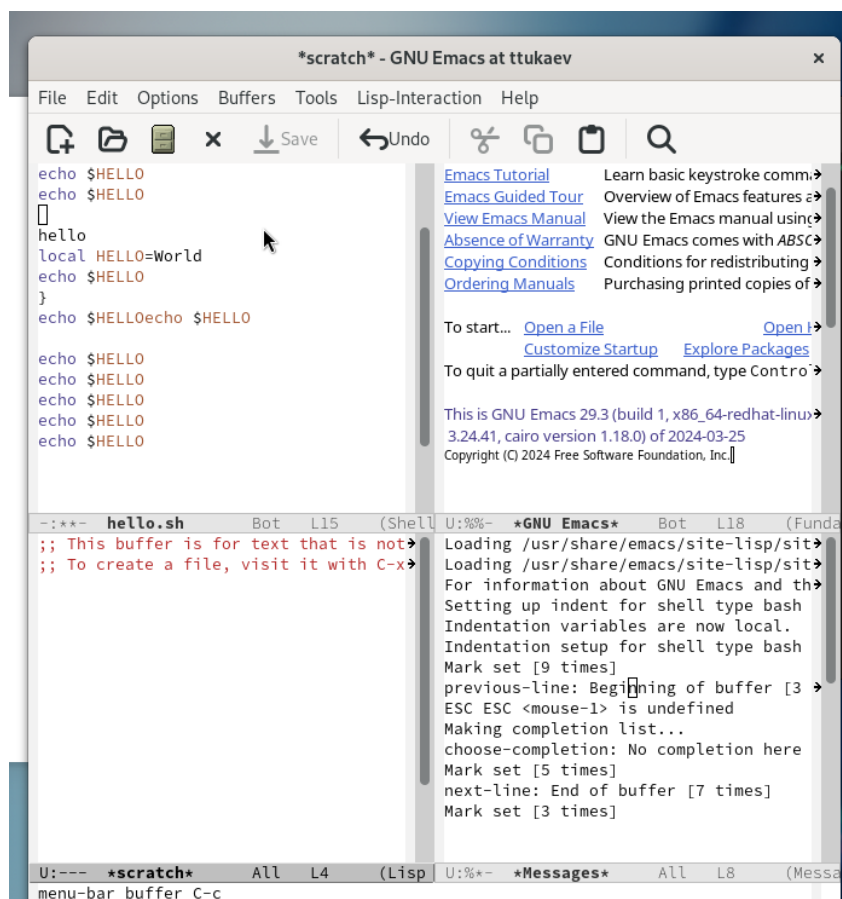 *scratch* - GNU Emacs at ttukaev
File Edit Options Buffers Tools Lisp-Interaction Help
Save Undo
echo $HELLO
echo $HELLO
hello
local HELLO=World
echo $HELLO
}
echo $HELLOecho $HELLO
echo $HELLO
echo $HELLO
echo $HELLO
echo $HELLO
echo $HELLO
-:**- hello.sh Bot L15 (Shell
Emacs Tutorial Learn basic keystroke comm
Emacs Guided Tour Overview of Emacs features a
View Emacs Manual View the Emacs manual using
Absence of Warranty GNU Emacs comes with ABSC
Copying Conditions Conditions for redistributing
Ordering Manuals Purchasing printed copies of
To start... Open a File Open H
Customize Startup Explore Packages
To quit a partially entered command, type Contro
This is GNU Emacs 29.3 (build 1, x86_64-redhat-linux
3.24.41, cairo version 1.18.0) of 2024-03-25
Copyright (C) 2024 Free Software Foundation, Inc.
U:%%- *GNU Emacs* Bot L18 (Funda
;; This buffer is for text that is not
;; To create a file, visit it with C-x
U:--- *scratch* All L4 (Lisp
Loading /usr/share/emacs/site-lisp/sit
Loading /usr/share/emacs/site-lisp/sit
For information about GNU Emacs and th
Setting up indent for shell type bash
Indentation variables are now local.
Indentation setup for shell type bash
Mark set [9 times]
previous-line: Beginning of buffer [3
ESC ESC <mouse-1> is undefined
Making completion list...
choose-completion: No completion here
Mark set [5 times]
next-line: End of buffer [7 times]
Mark set [3 times]
U:%*- *Messages* All L8 (Messa
menu-bar buffer C-c